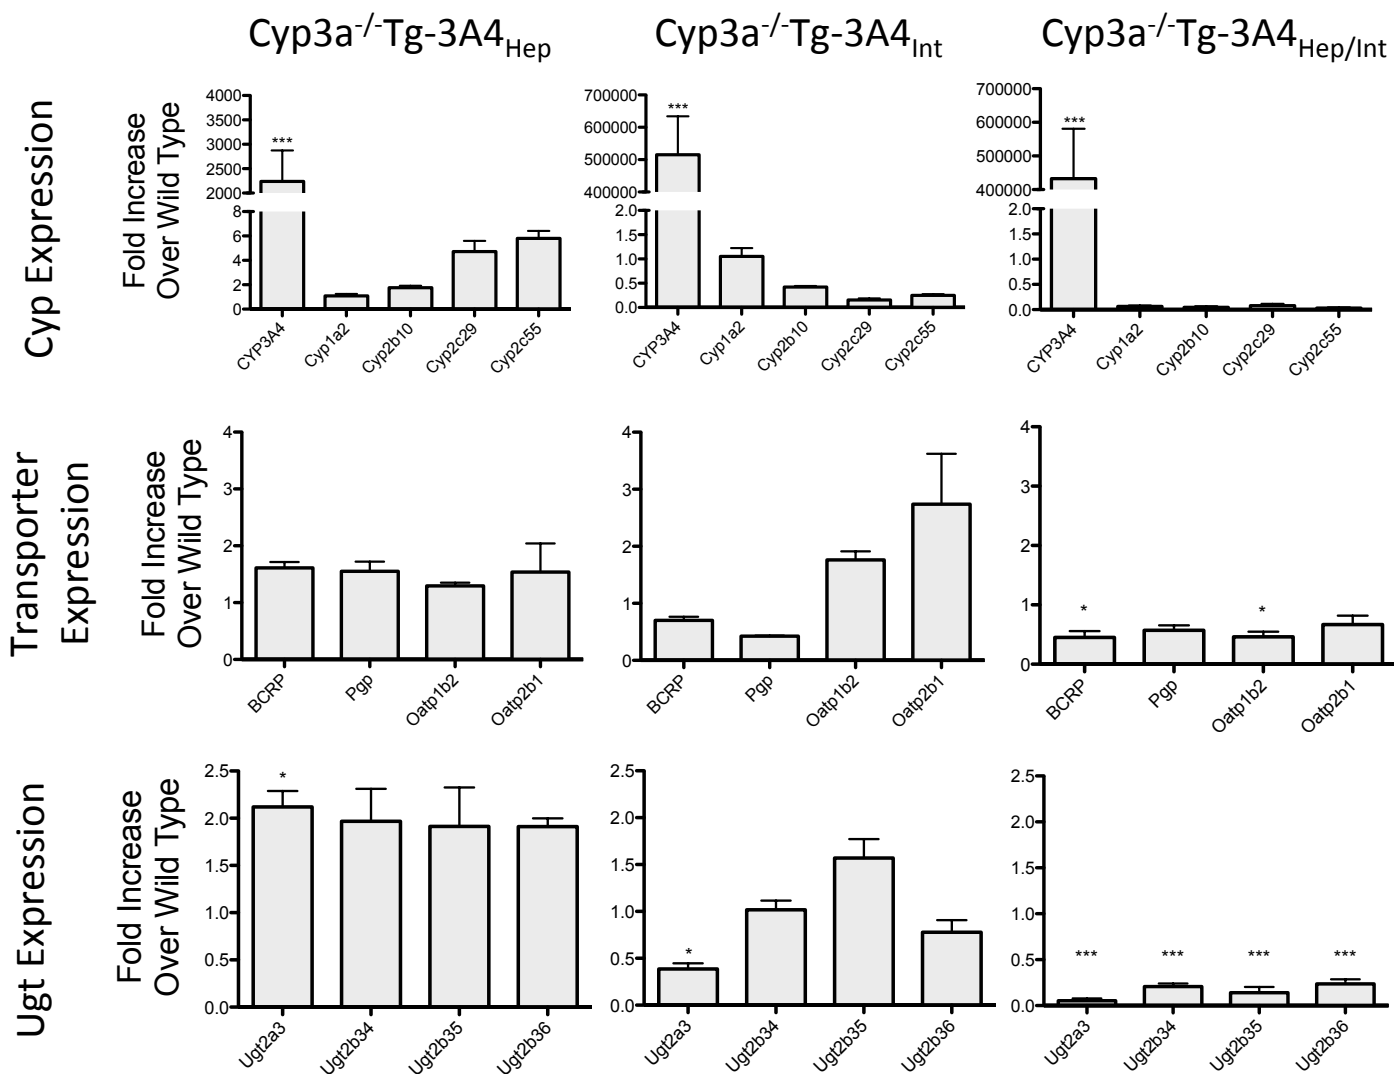 Cyp3a-/-Tg-3A4Hep
Cyp3a-/-Tg-3A4Int
Cyp3a-/-Tg-3A4Hep/Int
Cyp Expression
Fold Increase
Over Wild Type
4000
3500
3000
2500
2000
8
6
4
2
0
***
CYP3A4
Cyp1a2
Cyp2b10
Cyp2c29
Cyp2c55
700000
600000
500000
400000
2.0
1.5
1.0
0.5
0.0
***
CYP3A4
Cyp1a2
Cyp2b10
Cyp2c29
Cyp2c55
700000
600000
500000
400000
2.0
1.5
1.0
0.5
0.0
***
CYP3A4
Cyp1a2
Cyp2b10
Cyp2c29
Cyp2c55
Transporter
Expression
Fold Increase
Over Wild Type
4
3
2
1
0
BCRP
Pgp
Oatp1b2
Oatp2b1
4
3
2
1
0
BCRP
Pgp
Oatp1b2
Oatp2b1
4
3
2
1
0
*
*
BCRP
Pgp
Oatp1b2
Oatp2b1
Ugt Expression
Fold Increase
Over Wild Type
2.5
2.0
1.5
1.0
0.5
0.0
*
Ugt2a3
Ugt2b34
Ugt2b35
Ugt2b36
2.5
2.0
1.5
1.0
0.5
0.0
*
Ugt2a3
Ugt2b34
Ugt2b35
Ugt2b36
2.5
2.0
1.5
1.0
0.5
0.0
***
***
***
***
Ugt2a3
Ugt2b34
Ugt2b35
Ugt2b36